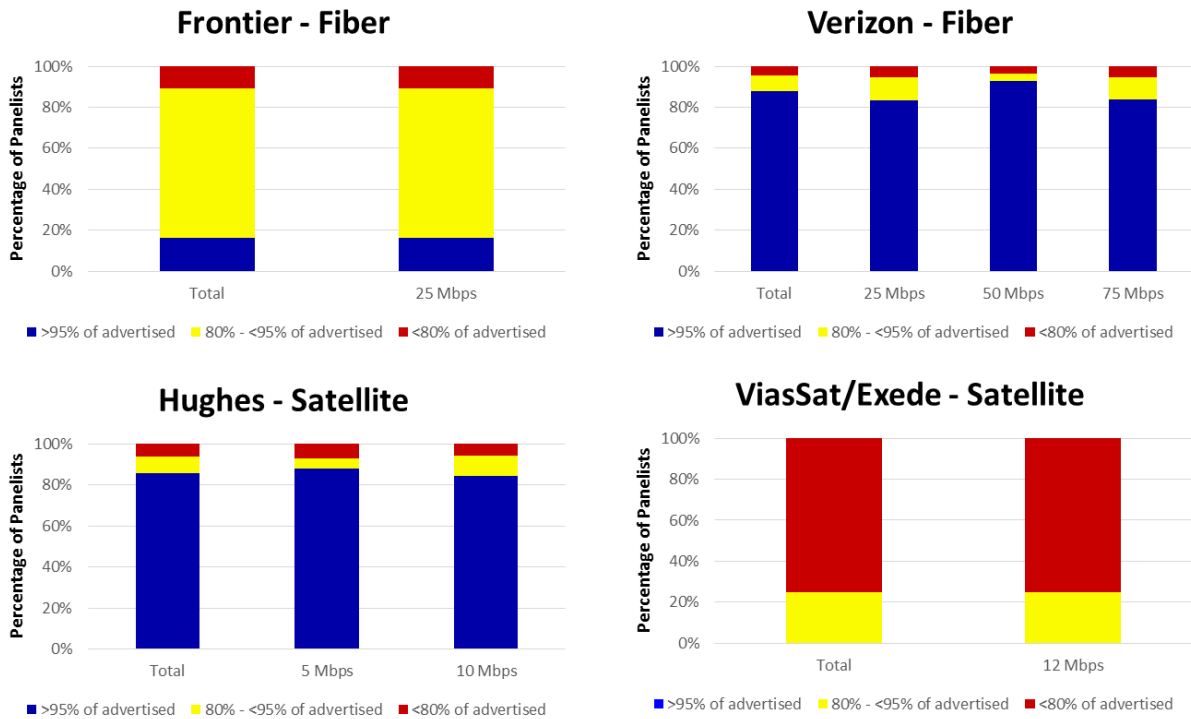 Frontier - Fiber
Percentage of Panelists
100%
80%
60%
40%
20%
0%
Total 25 Mbps
>95% of advertised 80% - <95% of advertised <80% of advertised
Verizon - Fiber
Percentage of Panelists
100%
80%
60%
40%
20%
0%
Total 25 Mbps 50 Mbps 75 Mbps
>95% of advertised 80% - <95% of advertised <80% of advertised
Hughes - Satellite
Percentage of Panelists
100%
80%
60%
40%
20%
0%
Total 5 Mbps 10 Mbps
>95% of advertised 80% - <95% of advertised <80% of advertised
ViasSat/Exede - Satellite
Percentage of Panelists
100%
80%
60%
40%
20%
0%
Total 12 Mbps
>95% of advertised 80% - <95% of advertised <80% of advertised